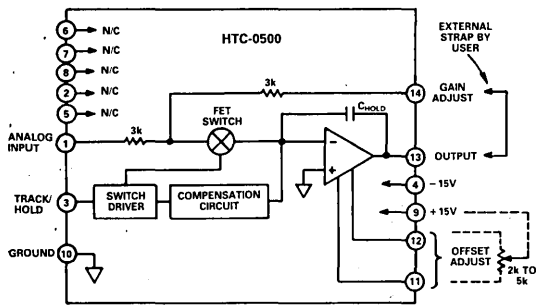 HTC-0500
6 N/C
7 N/C
8 N/C
2 N/C
5 N/C
EXTERNAL
STRAP BY
USER
3k
14
GAIN
ADJUST
FET
SWITCH
CHOLD
ANALOG
INPUT
1
3k
−
+
13 OUTPUT
4 −15V
9 +15V
TRACK/
HOLD
3
SWITCH
DRIVER
COMPENSATION
CIRCUIT
12
11
OFFSET
ADJUST
2k TO
5k
GROUND 10